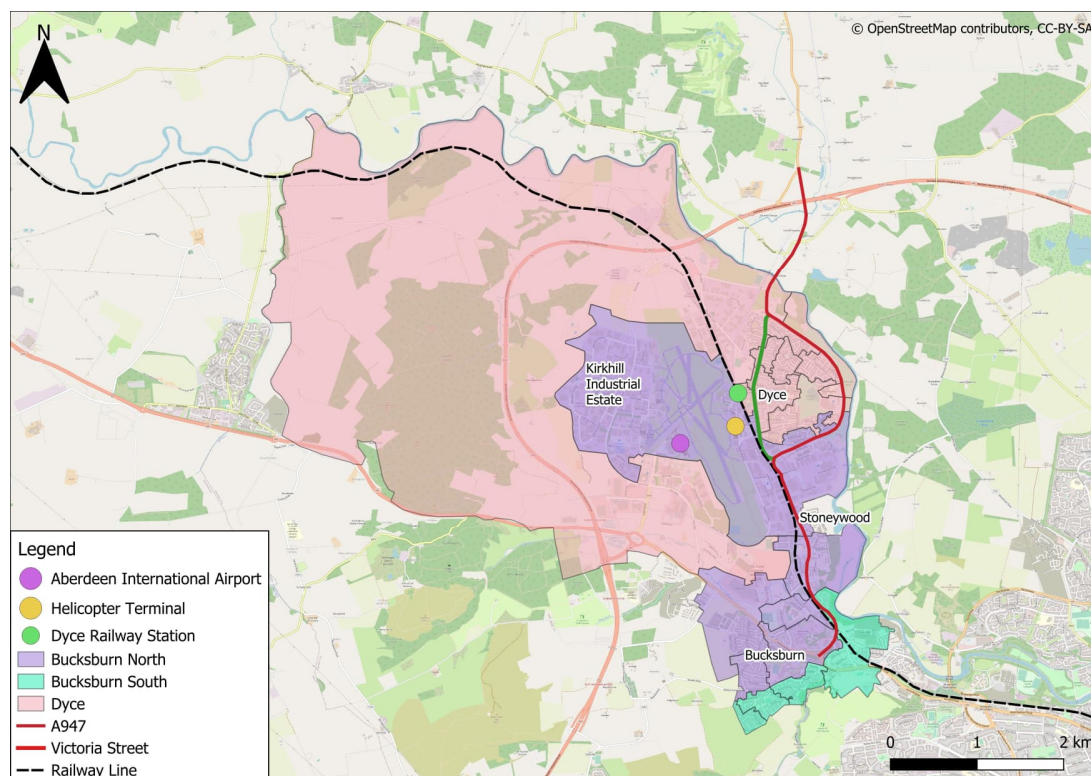 N
© OpenStreetMap contributors, CC-BY-SA
Kirkhill
Industrial
Estate
Dyce
Stoneywood
Bucksburn
Legend
Aberdeen International Airport
Helicopter Terminal
Dyce Railway Station
Bucksburn North
Bucksburn South
Dyce
A947
Victoria Street
Railway Line
0 1 2 km